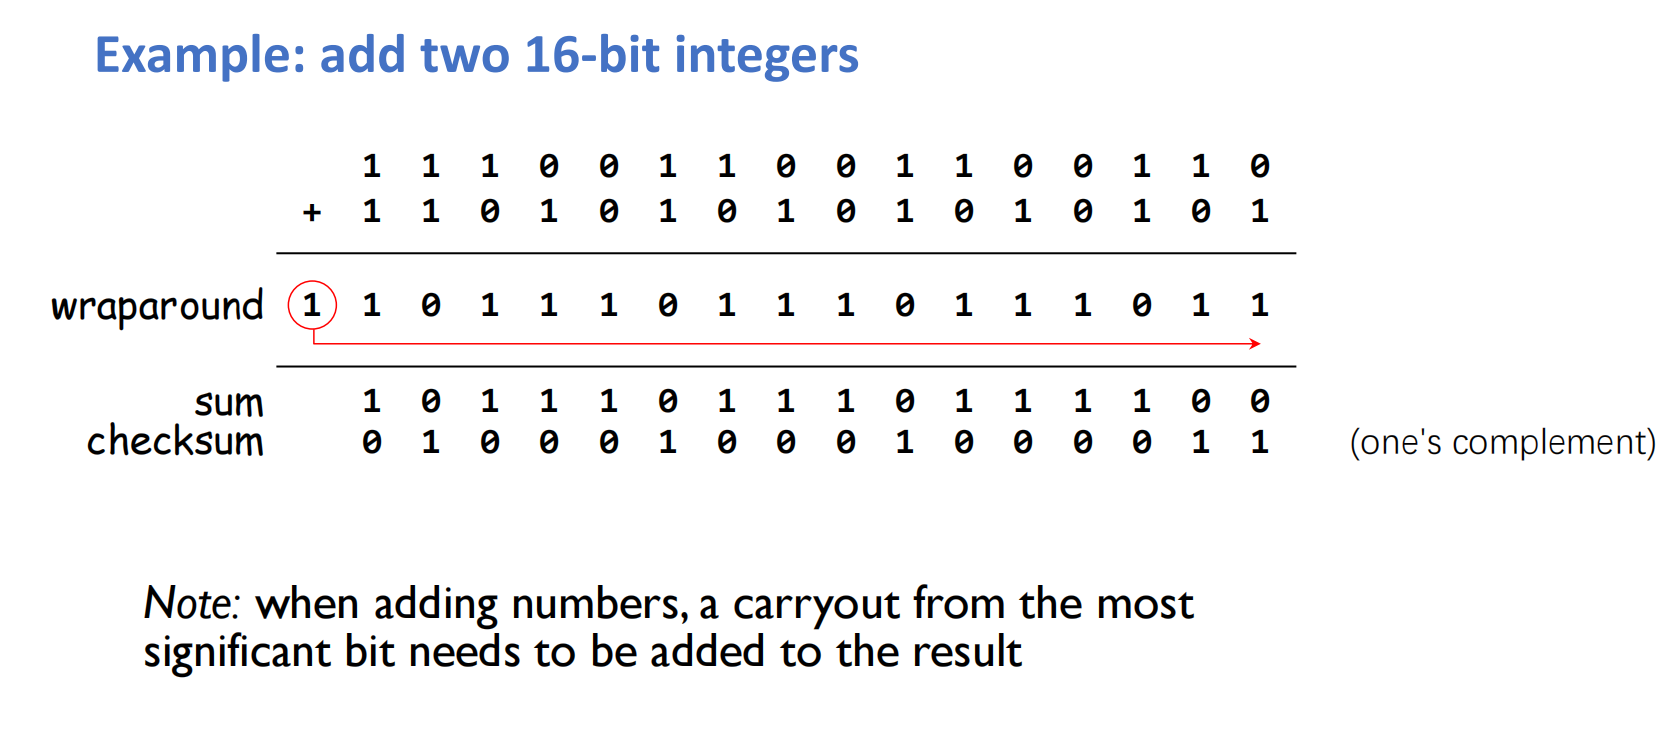 Example: add two 16-bit integers
1 1 1 0 0 1 1 0 0 1 1 0 0 1 1 0
+ 1 1 0 1 0 1 0 1 0 1 0 1 0 1 0 1
wraparound 1 1 0 1 1 1 0 1 1 1 0 1 1 1 0 1 1
sum 1 0 1 1 1 0 1 1 1 0 1 1 1 1 0 0
checksum 0 1 0 0 0 1 0 0 0 1 0 0 0 0 1 1 (one's complement)
Note: when adding numbers, a carryout from the most
significant bit needs to be added to the result